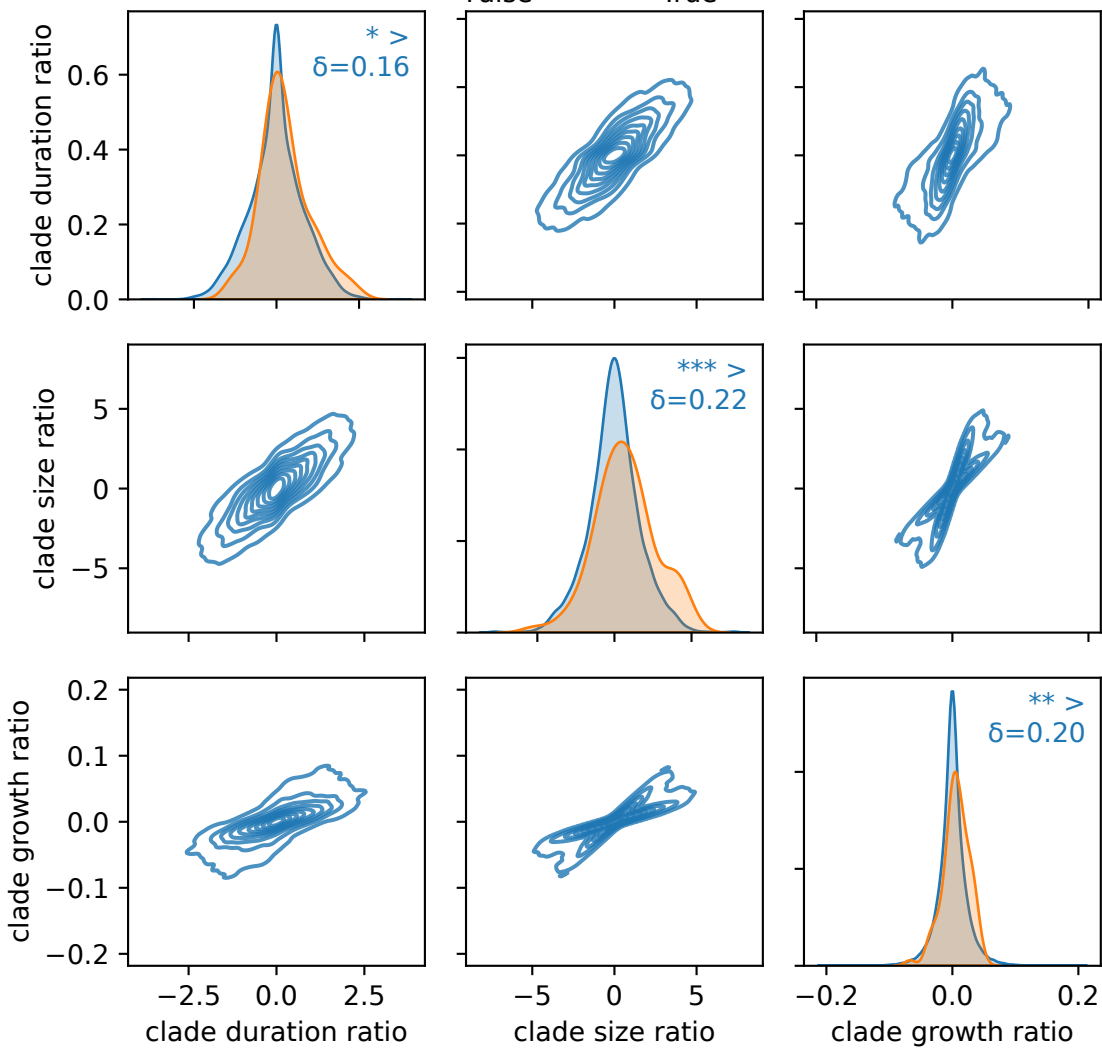 False True
clade duration ratio
0.6
0.4
0.2
0.0
* >
δ=0.16
clade size ratio
5
0
−5
*** >
δ=0.22
clade growth ratio
0.2
0.1
0.0
−0.1
−0.2
** >
δ=0.20
−2.5 0.0 2.5
−5 0 5
−0.2 0.0 0.2
clade duration ratio
clade size ratio
clade growth ratio